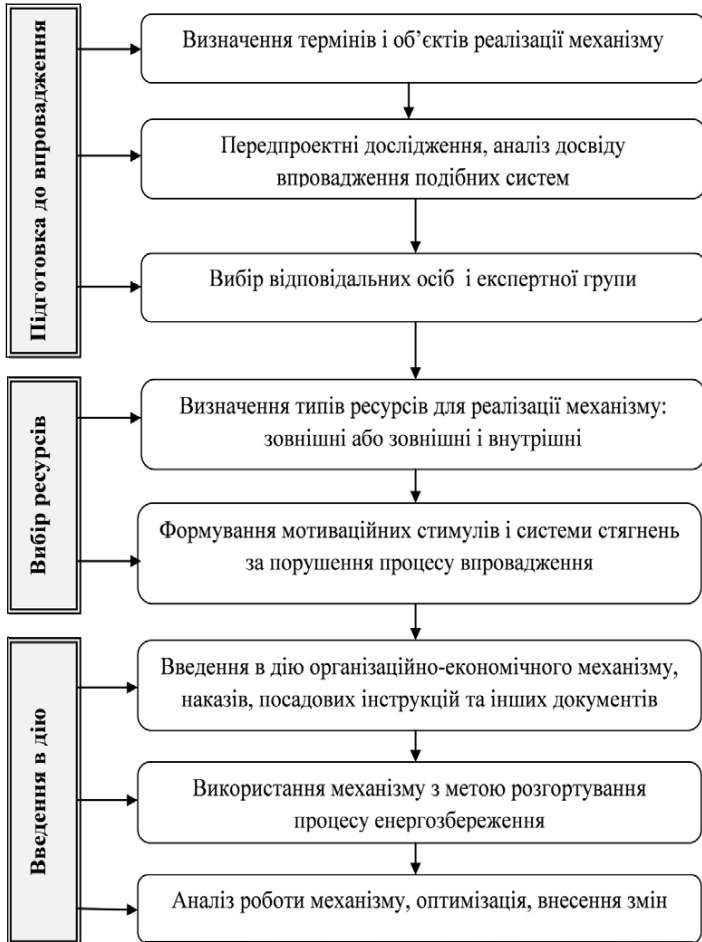 Підготовка до впровадження
Визначення термінів і об’єктів реалізації механізму
Передпроектні дослідження, аналіз досвіду
впровадження подібних систем
Вибір відповідальних осіб і експертної групи
Вибір ресурсів
Визначення типів ресурсів для реалізації механізму:
зовнішні або зовнішні і внутрішні
Формування мотиваційних стимулів і системи стягнень
за порушення процесу впровадження
Введення в дію
Введення в дію організаційно-економічного механізму,
наказів, посадових інструкцій та інших документів
Використання механізму з метою розгортування
процесу енергозбереження
Аналіз роботи механізму, оптимізація, внесення змін